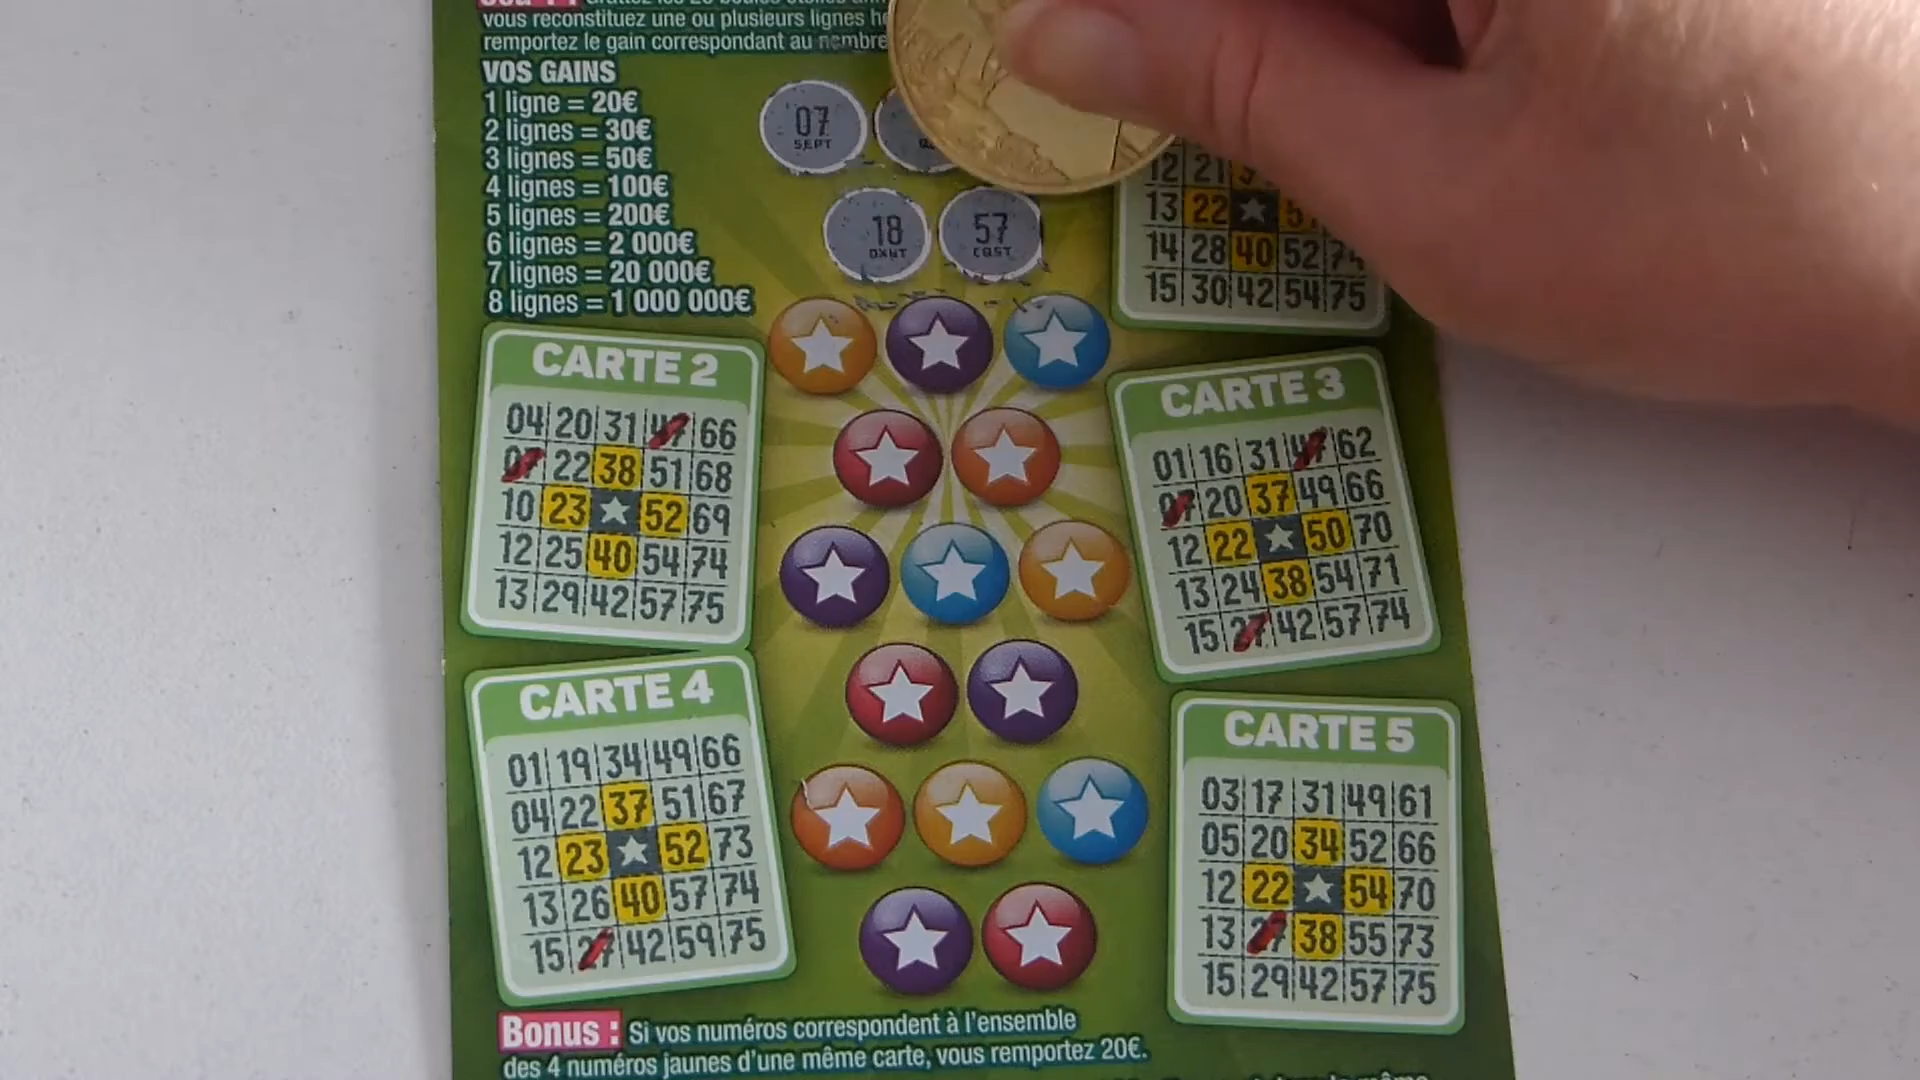 vous reconstituez une ou plusieurs lignes
remportez le gain correspondant au nombre
VOS GAINS
1 ligne = 20€
2 lignes = 30€
3 lignes = 50€
4 lignes = 100€
5 lignes = 200€
6 lignes = 2 000€
7 lignes = 20 000€
8 lignes = 1 000 000€
07
SEPT
18
57
12 21
13 22
14 28 40 52 74
15 30 42 54 75
CARTE 2
04 20 31 47 66
07 22 38 51 68
10 23 52 69
12 25 40 54 74
13 29 42 57 75
CARTE 3
01 16 31 47 62
07 20 37 49 66
12 22 50 70
13 24 38 54 71
15 27 42 57 74
CARTE 4
01 19 34 49 66
04 22 37 51 67
12 23 52 73
13 26 40 57 74
15 27 42 59 75
CARTE 5
03 17 31 49 61
05 20 34 52 66
12 22 54 70
13 27 38 55 73
15 29 42 57 75
Bonus : Si vos numéros correspondent à l'ensemble
des 4 numéros jaunes d'une même carte, vous remportez 20€.